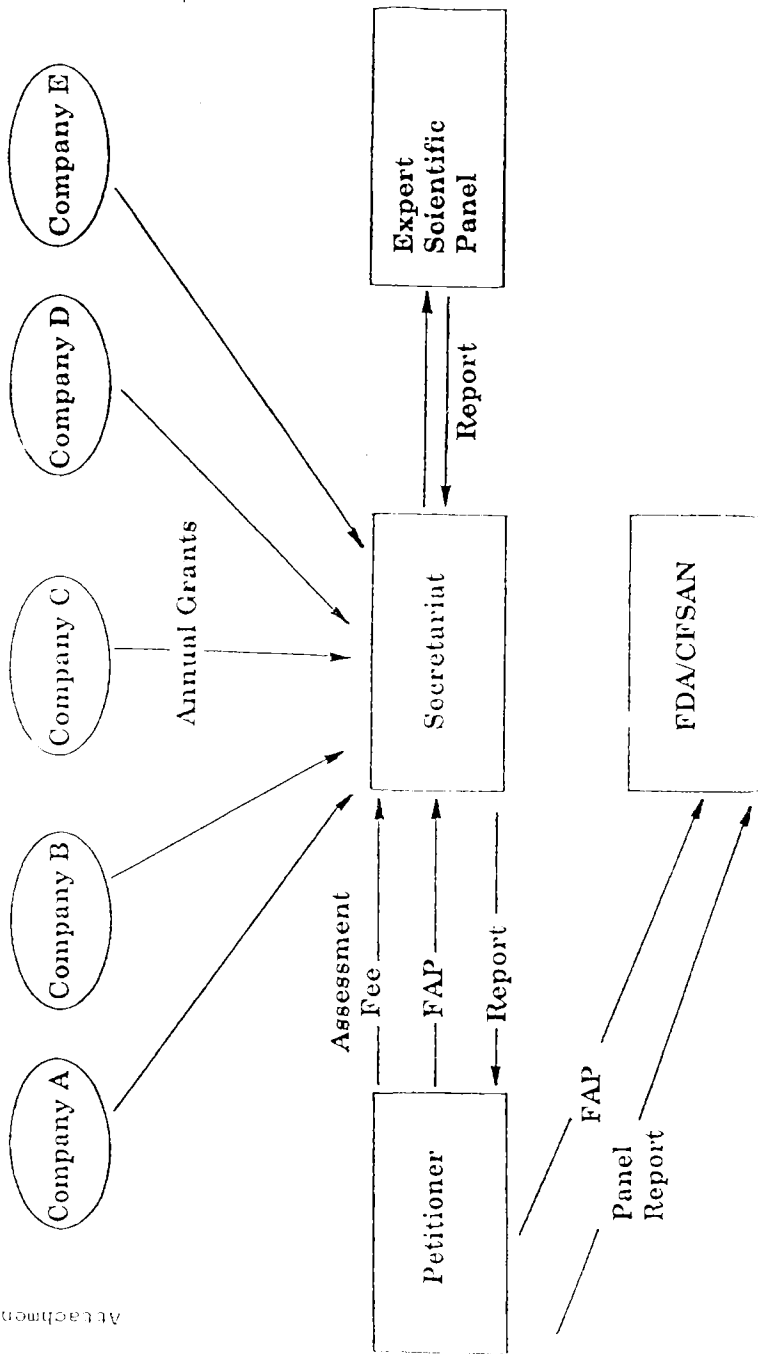 Company A
Company B
Company C
Company D
Company E
Annual Grants
Assessment
Fee
FAP
Report
Petitioner
Secretariat
Expert
Scientific
Panel
Report
FAP
Panel
Report
FDA/CFSAN
Attachmen